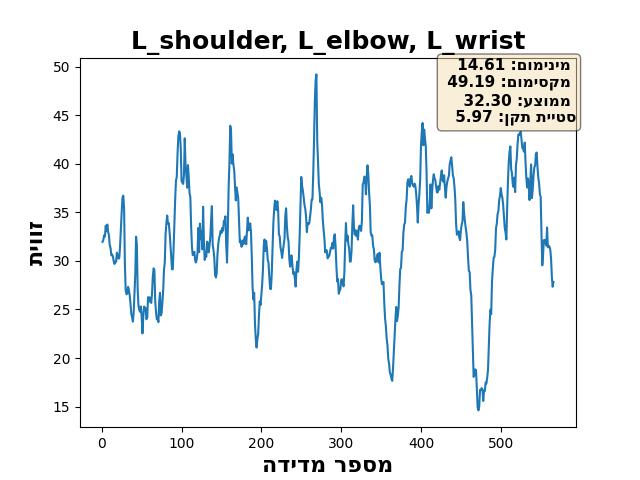 L_shoulder, L_elbow, L_wrist
מינימום: 14.61
מקסימום: 49.19
ממוצע: 32.30
סטיית תקן: 5.97
זווית
50
45
40
35
30
25
20
15
0 100 200 300 400 500
מספר מדידה